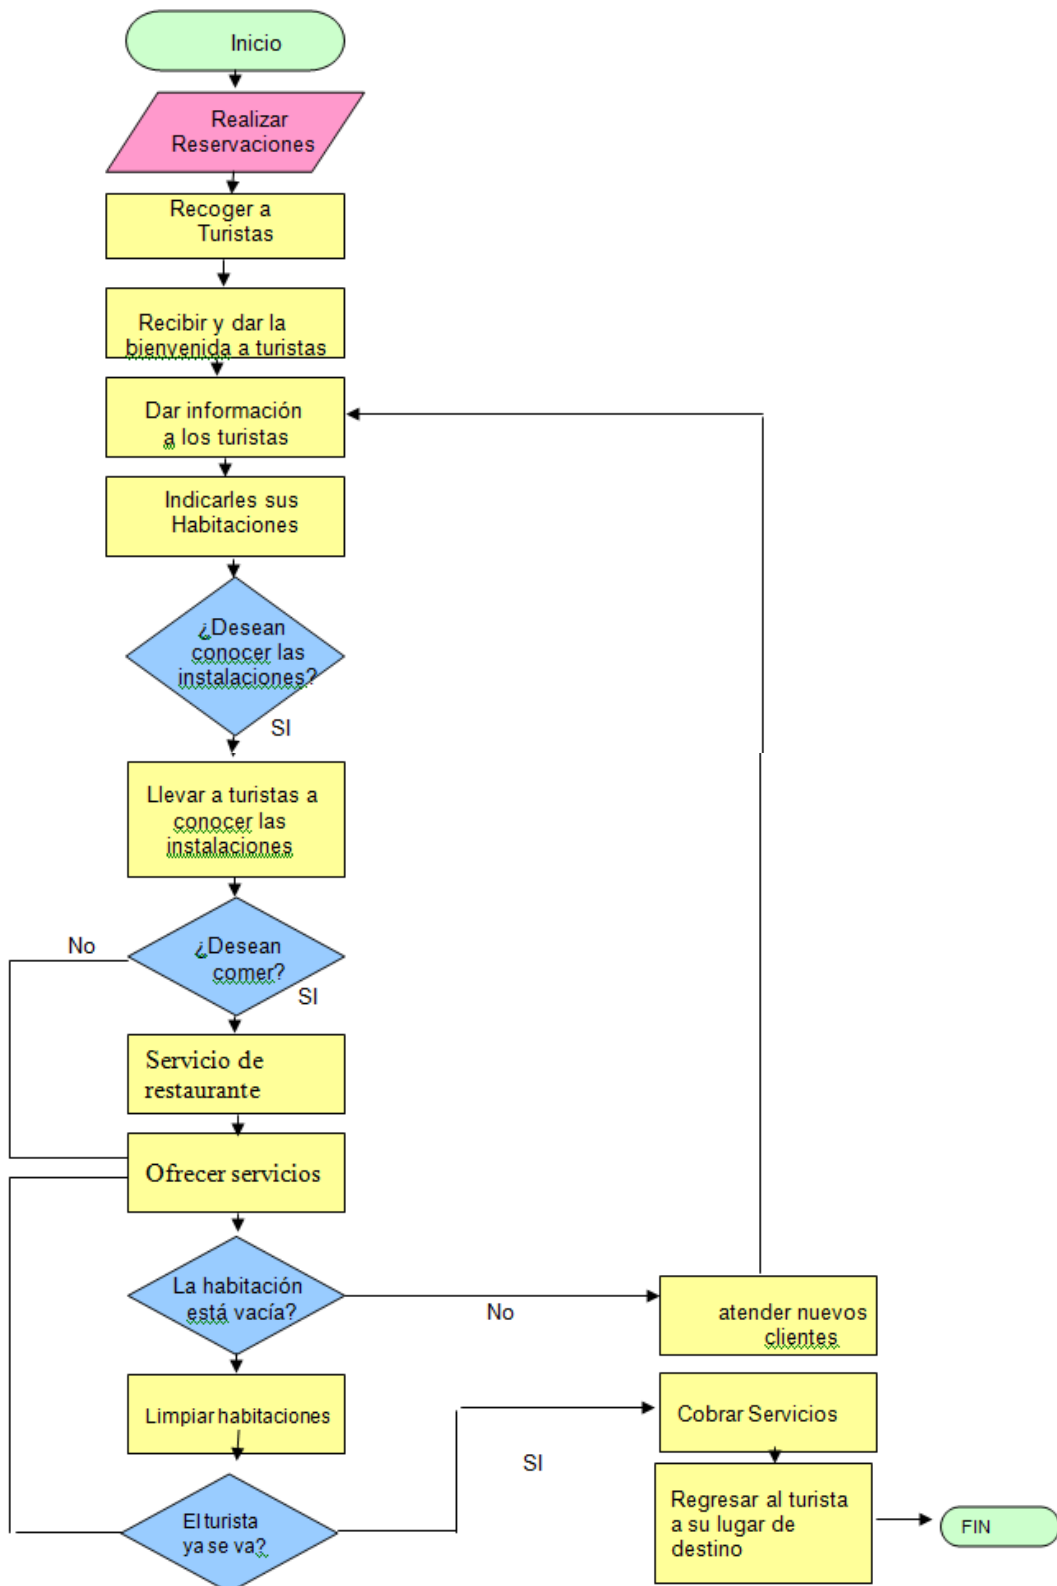 Inicio
Realizar
Reservaciones
Recoger a
Turistas
Recibir y dar la
bienvenida a turistas
Dar información
a los turistas
Indicarles sus
Habitaciones
¿Desean
conocer las
instalaciones?
SI
Llevar a turistas a
conocer las
instalaciones
No
¿Desean
comer?
SI
Servicio de
restaurante
Ofrecer servicios
La habitación
está vacía?
No
atender nuevos
clientes
Limpiar habitaciones
Cobrar Servicios
SI
El turista
ya se va?
Regresar al turista
a su lugar de
destino
FIN